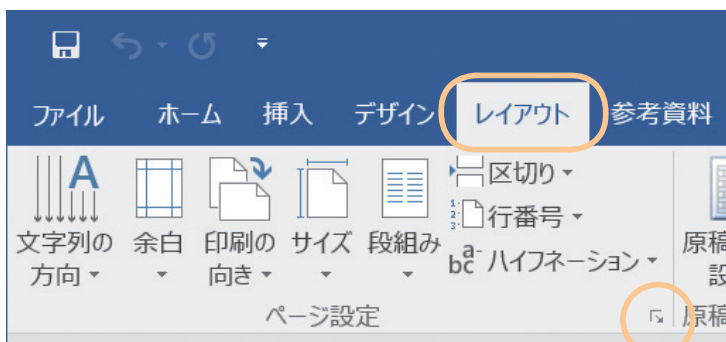 ファイル ホーム 挿入 デザイン レイアウト 参考資料
区切り
行番号
ハイフネーション
文字列の方向
余白
印刷の向き
サイズ
段組み
ページ設定
原稿
設
原稿